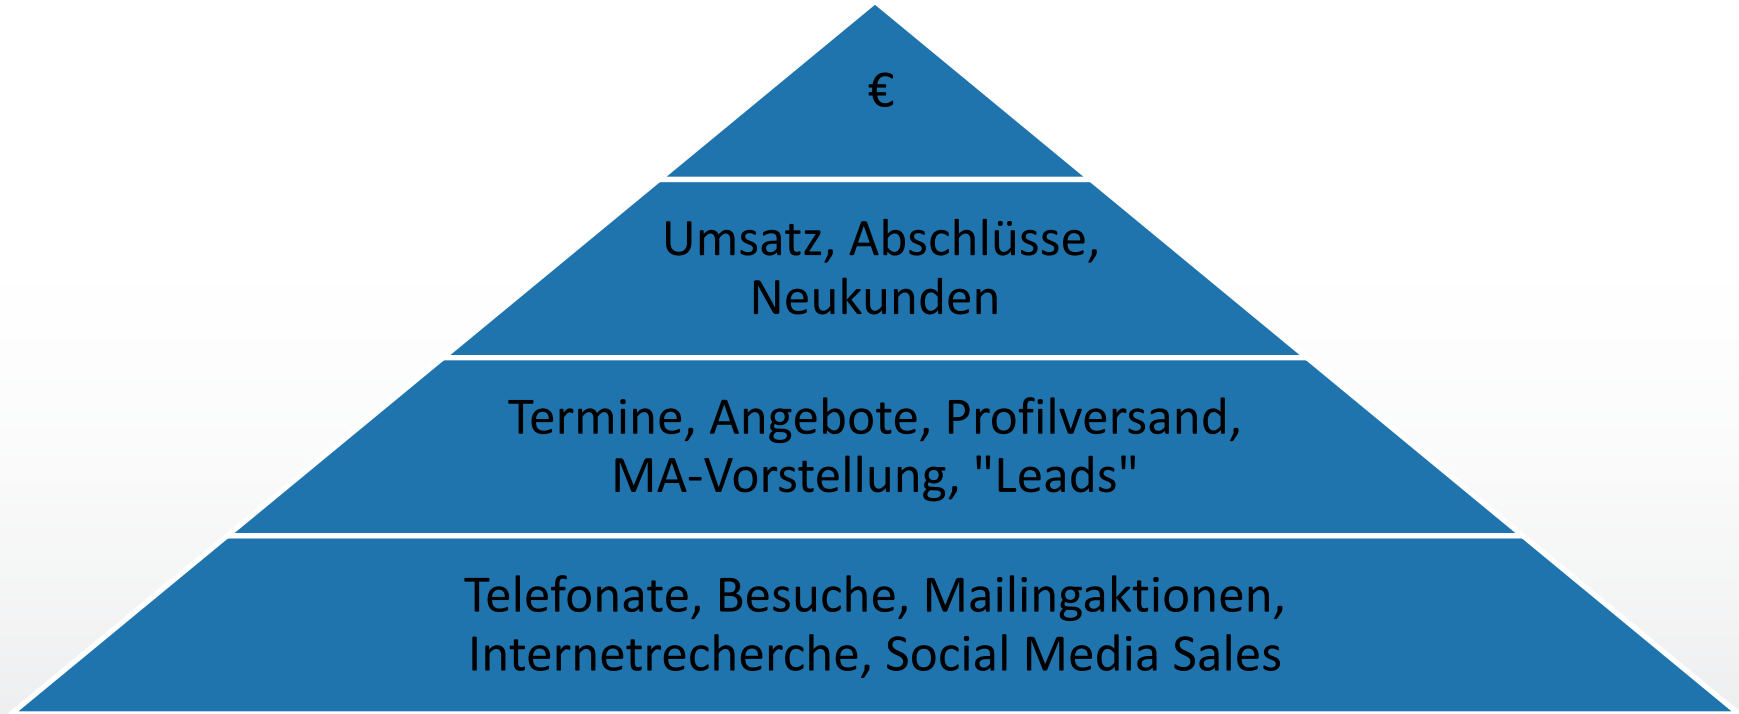 €
Umsatz, Abschlüsse,
Neukunden
Termine, Angebote, Profilversand,
MA-Vorstellung, "Leads"
Telefonate, Besuche, Mailingaktionen,
Internetrecherche, Social Media Sales